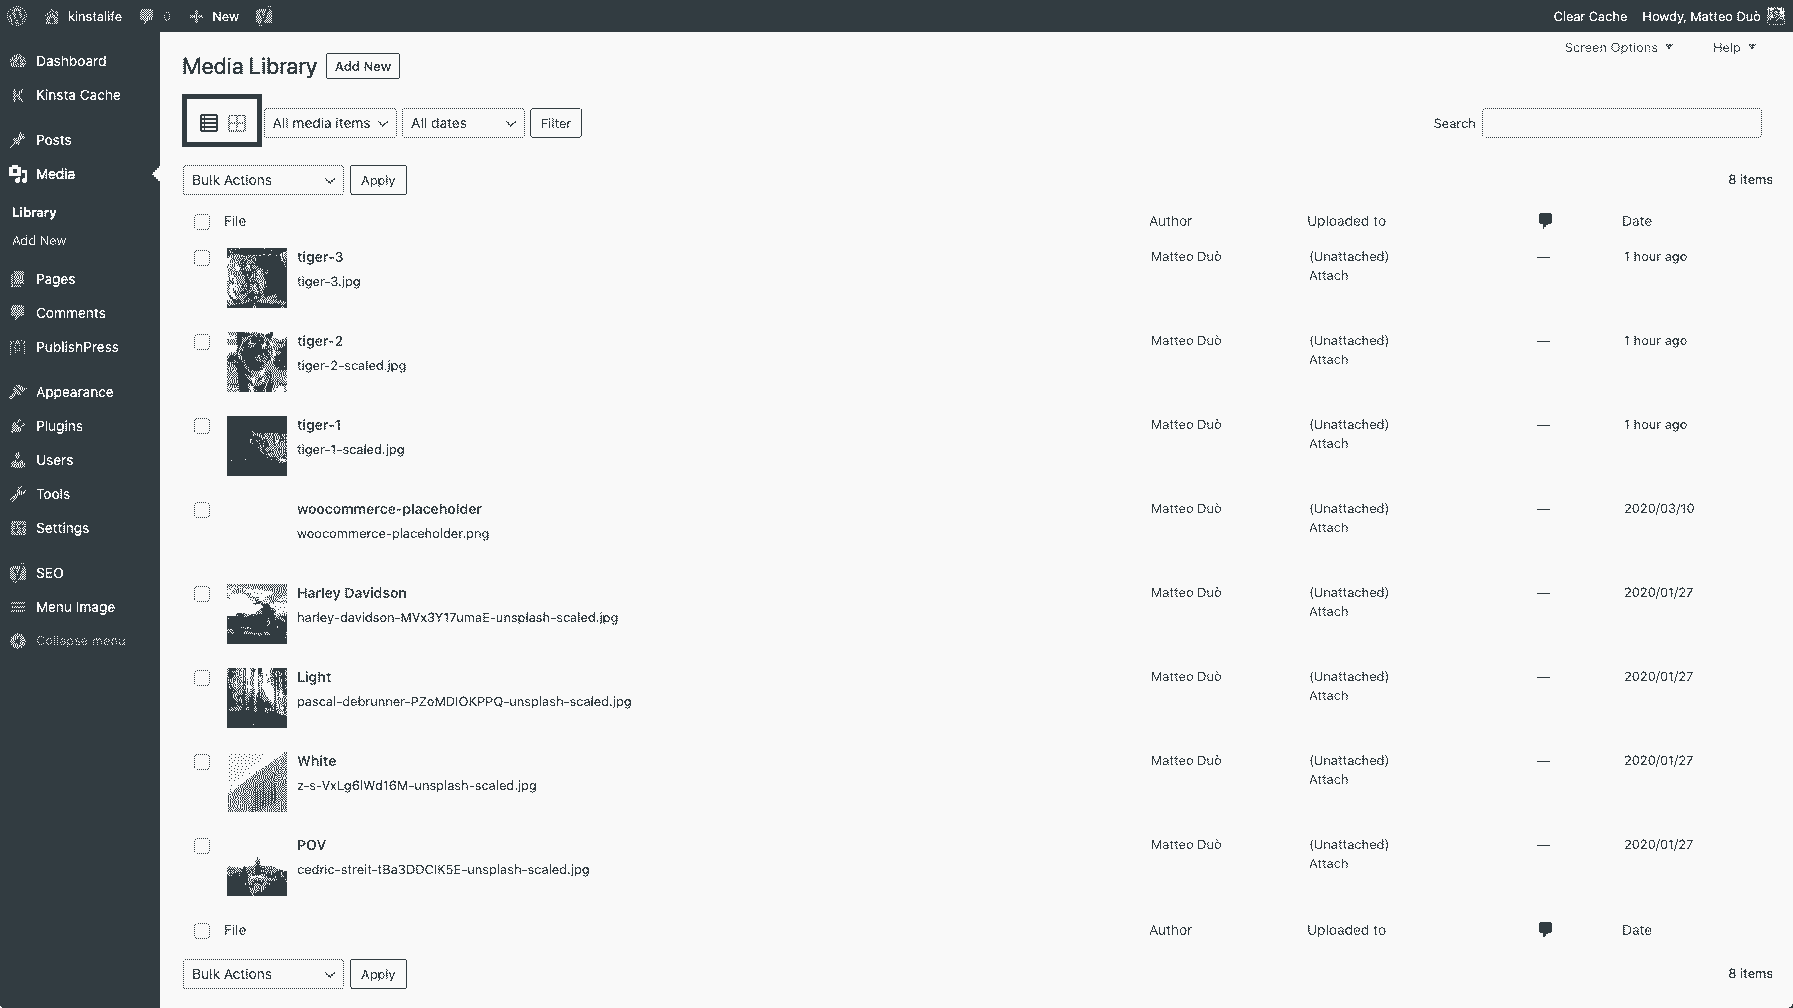 kinstalife 0 New Clear Cache Howdy, Matteo Duò
Dashboard
Kinsta Cache
Posts
Media
Library
Add New
Pages
Comments
PublishPress
Appearance
Plugins
Users
Tools
Settings
SEO
Menu Image
Collapse menu
Screen Options Help
Media Library Add New
All media items All dates Filter Search
Bulk Actions Apply 8 items
File Author Uploaded to Date
tiger-3 Matteo Duò (Unattached) — 1 hour ago
tiger-3.jpg Attach
tiger-2 Matteo Duò (Unattached) — 1 hour ago
tiger-2-scaled.jpg Attach
tiger-1 Matteo Duò (Unattached) — 1 hour ago
tiger-1-scaled.jpg Attach
woocommerce-placeholder Matteo Duò (Unattached) — 2020/03/10
woocommerce-placeholder.png Attach
Harley Davidson Matteo Duò (Unattached) — 2020/01/27
harley-davidson-MVx3Y17umaE-unsplash-scaled.jpg Attach
Light Matteo Duò (Unattached) — 2020/01/27
pascal-debrunner-PZoMDIOKPPQ-unsplash-scaled.jpg Attach
White Matteo Duò (Unattached) — 2020/01/27
z-s-VxLg6lWd16M-unsplash-scaled.jpg Attach
POV Matteo Duò (Unattached) — 2020/01/27
cedric-streit-tBa3DDCIK5E-unsplash-scaled.jpg Attach
File Author Uploaded to Date
Bulk Actions Apply 8 items